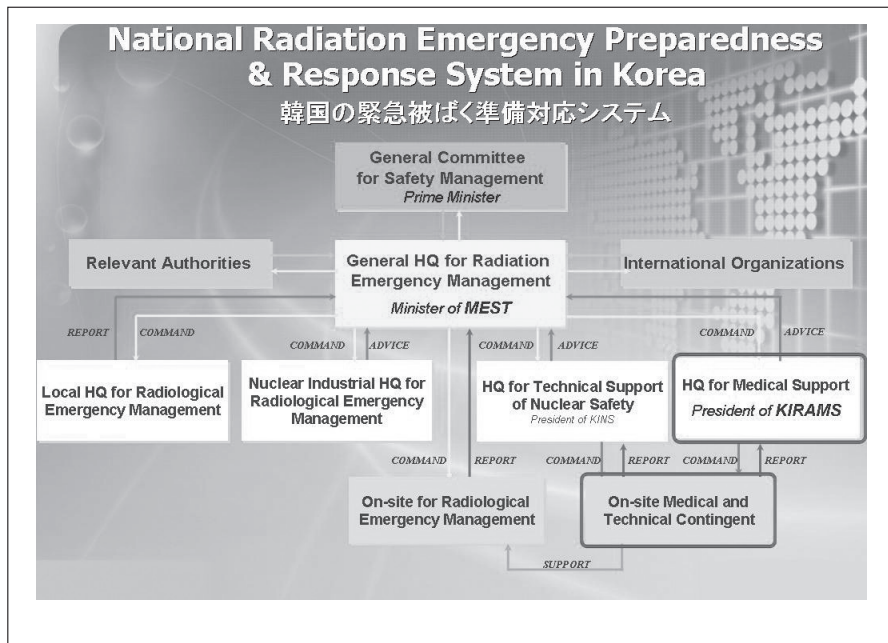 National Radiation Emergency Preparedness
& Response System in Korea
韓国の緊急被ばく準備対応システム
General Committee
for Safety Management
Prime Minister
Relevant Authorities
General HQ for Radiation
Emergency Management
Minister of MEST
International Organizations
REPORT
COMMAND
COMMAND
ADVICE
COMMAND
ADVICE
COMMAND
ADVICE
Local HQ for Radiological
Emergency Management
Nuclear Industrial HQ for
Radiological Emergency
Management
HQ for Technical Support
of Nuclear Safety
President of KINS
HQ for Medical Support
President of KIRAMS
COMMAND
REPORT
COMMAND
REPORT
COMMAND
REPORT
On-site for Radiological
Emergency Management
On-site Medical and
Technical Contingent
SUPPORT